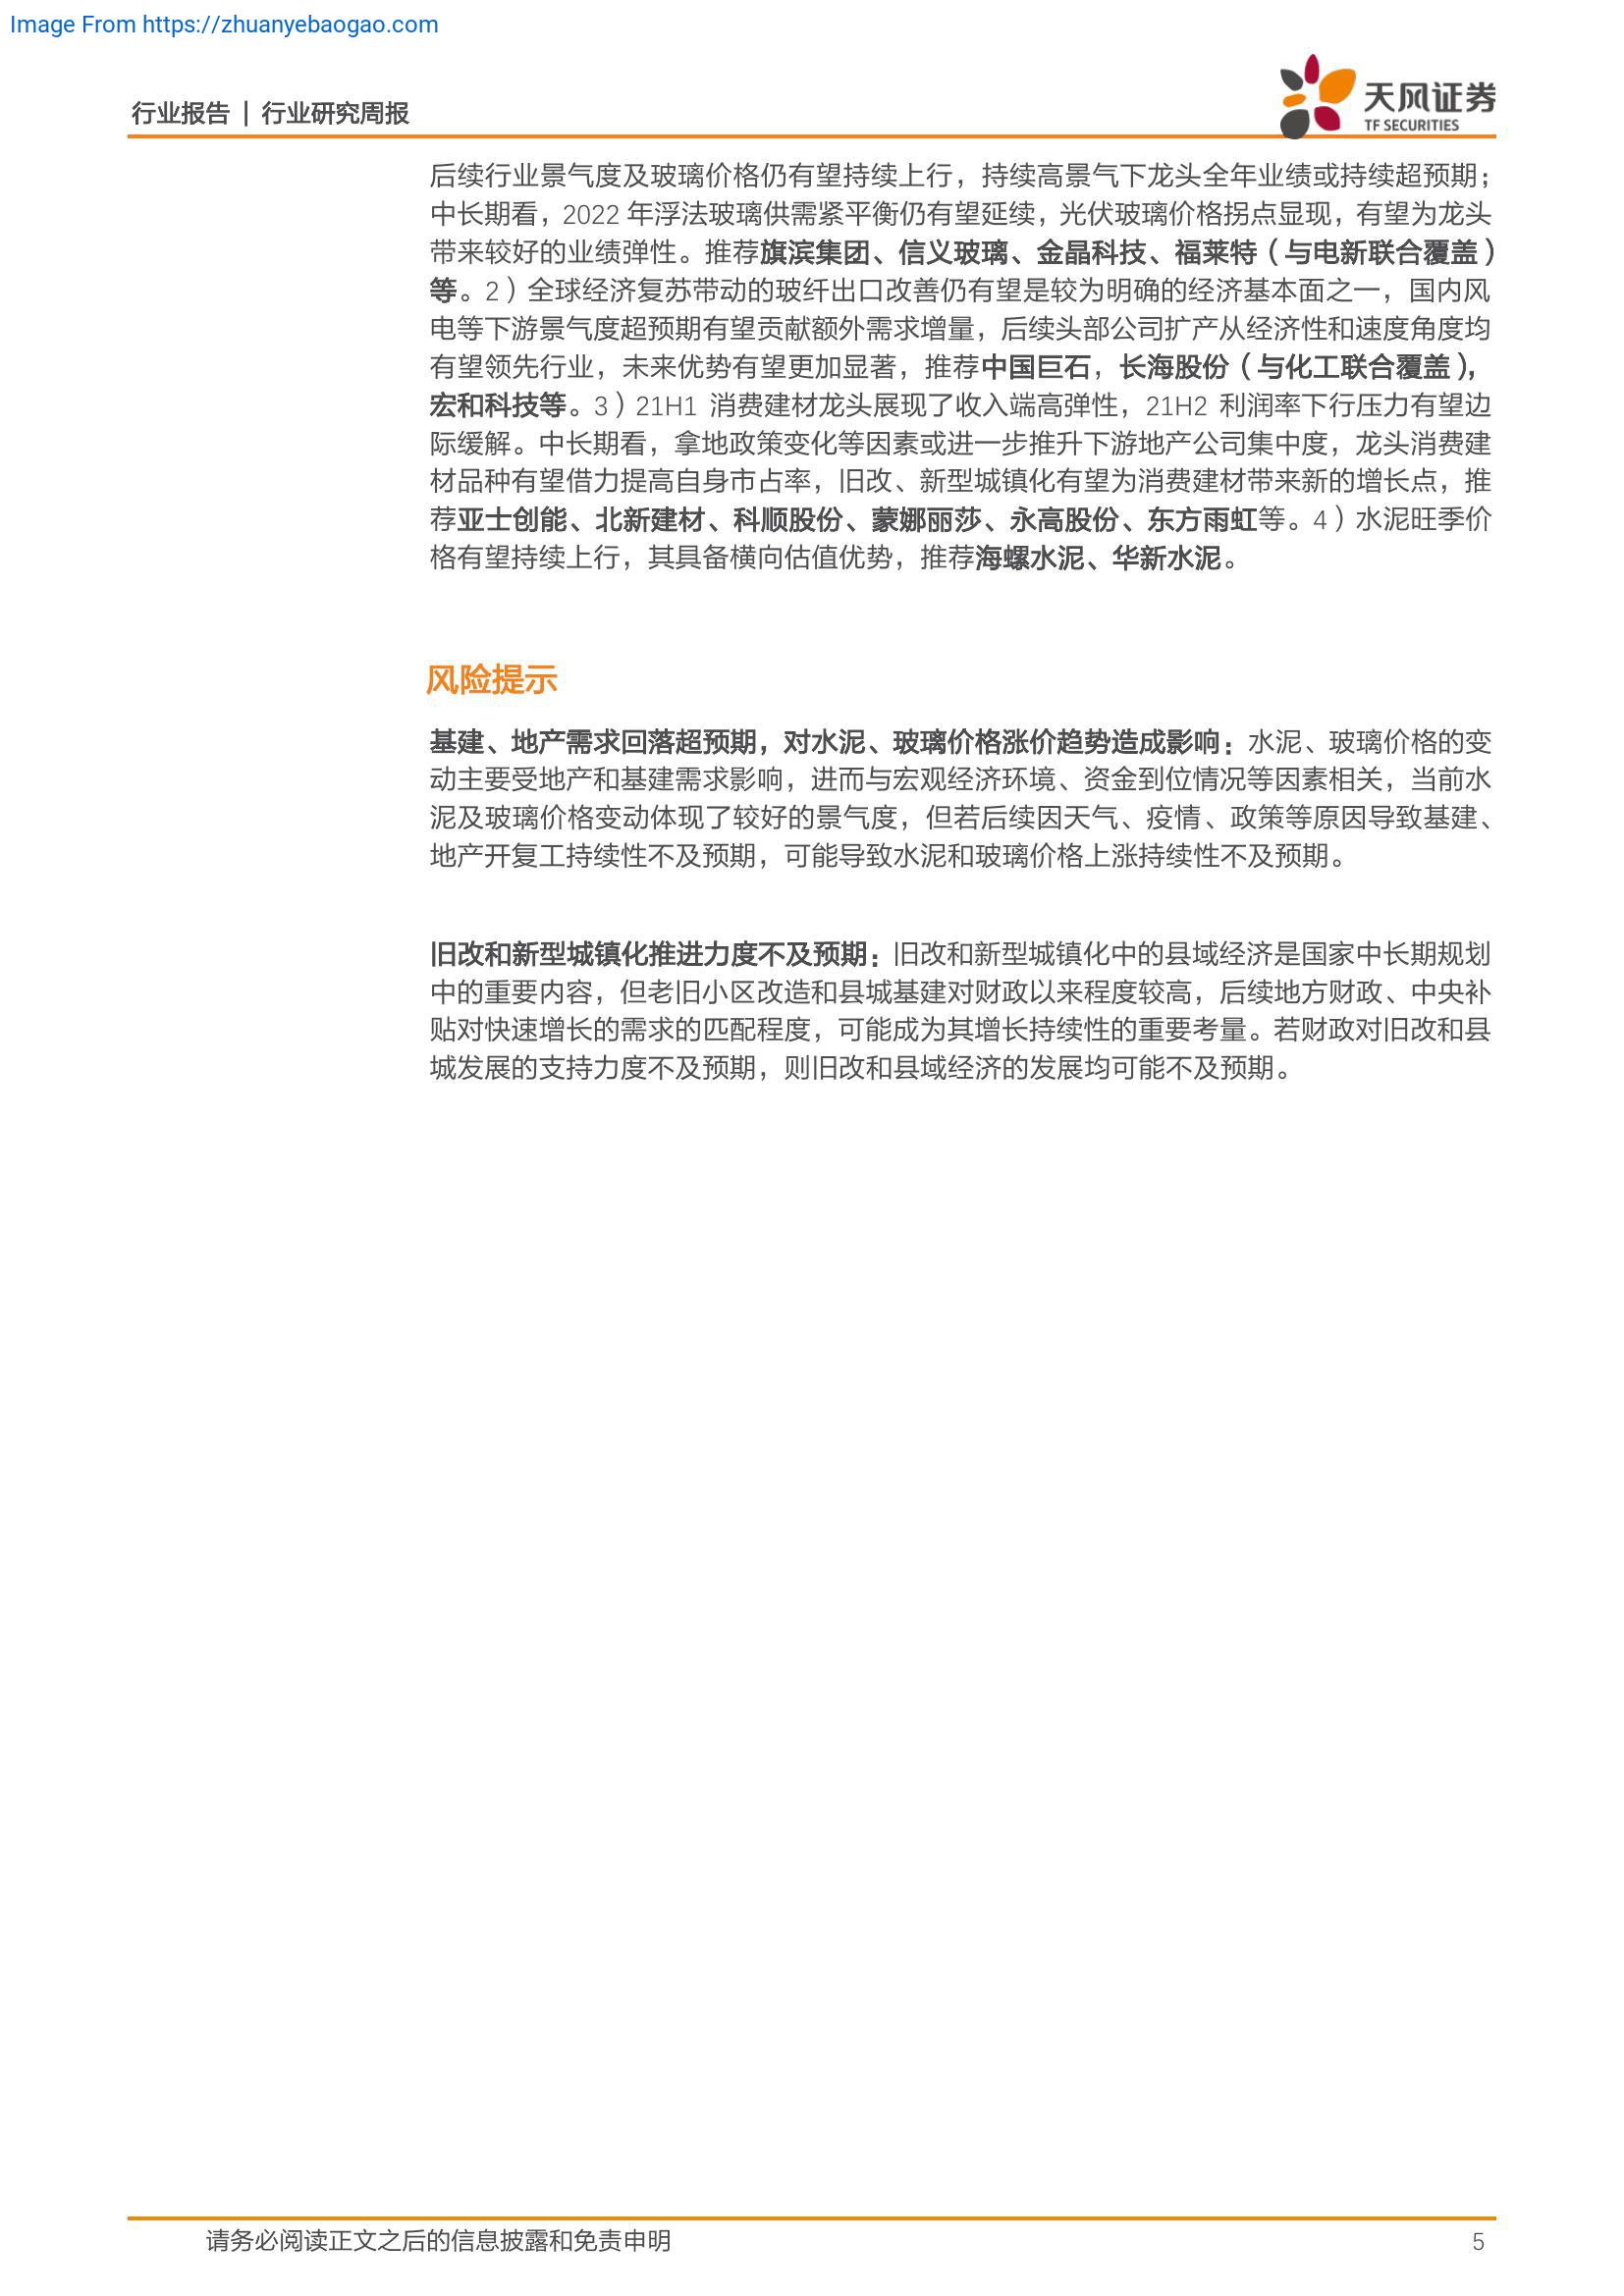 Image From https://zhuanyebaogao.com
行业报告 | 行业研究周报
天风证券
TF SECURITIES
后续行业景气度及玻璃价格仍有望持续上行，持续高景气下龙头全年业绩或持续超预期；
中长期看，2022 年浮法玻璃供需紧平衡仍有望延续，光伏玻璃价格拐点显现，有望为龙头
带来较好的业绩弹性。推荐旗滨集团、信义玻璃、金晶科技、福莱特（与电新联合覆盖）
等。2）全球经济复苏带动的玻纤出口改善仍有望是较为明确的经济基本面之一，国内风
电等下游景气度超预期有望贡献额外需求增量，后续头部公司扩产从经济性和速度角度均
有望领先行业，未来优势有望更加显著，推荐中国巨石，长海股份（与化工联合覆盖），
宏和科技等。3）21H1 消费建材龙头展现了收入端高弹性，21H2 利润率下行压力有望边
际缓解。中长期看，拿地政策变化等因素或进一步推升下游地产公司集中度，龙头消费建
材品种有望借力提高自身市占率，旧改、新型城镇化有望为消费建材带来新的增长点，推
荐亚士创能、北新建材、科顺股份、蒙娜丽莎、永高股份、东方雨虹等。4）水泥旺季价
格有望持续上行，其具备横向估值优势，推荐海螺水泥、华新水泥。
风险提示
基建、地产需求回落超预期，对水泥、玻璃价格涨价趋势造成影响：水泥、玻璃价格的变
动主要受地产和基建需求影响，进而与宏观经济环境、资金到位情况等因素相关，当前水
泥及玻璃价格变动体现了较好的景气度，但若后续因天气、疫情、政策等原因导致基建、
地产开复工持续性不及预期，可能导致水泥和玻璃价格上涨持续性不及预期。
旧改和新型城镇化推进力度不及预期：旧改和新型城镇化中的县域经济是国家中长期规划
中的重要内容，但老旧小区改造和县城基建对财政以来程度较高，后续地方财政、中央补
贴对快速增长的需求的匹配程度，可能成为其增长持续性的重要考量。若财政对旧改和县
城发展的支持力度不及预期，则旧改和县域经济的发展均可能不及预期。
请务必阅读正文之后的信息披露和免责申明
5